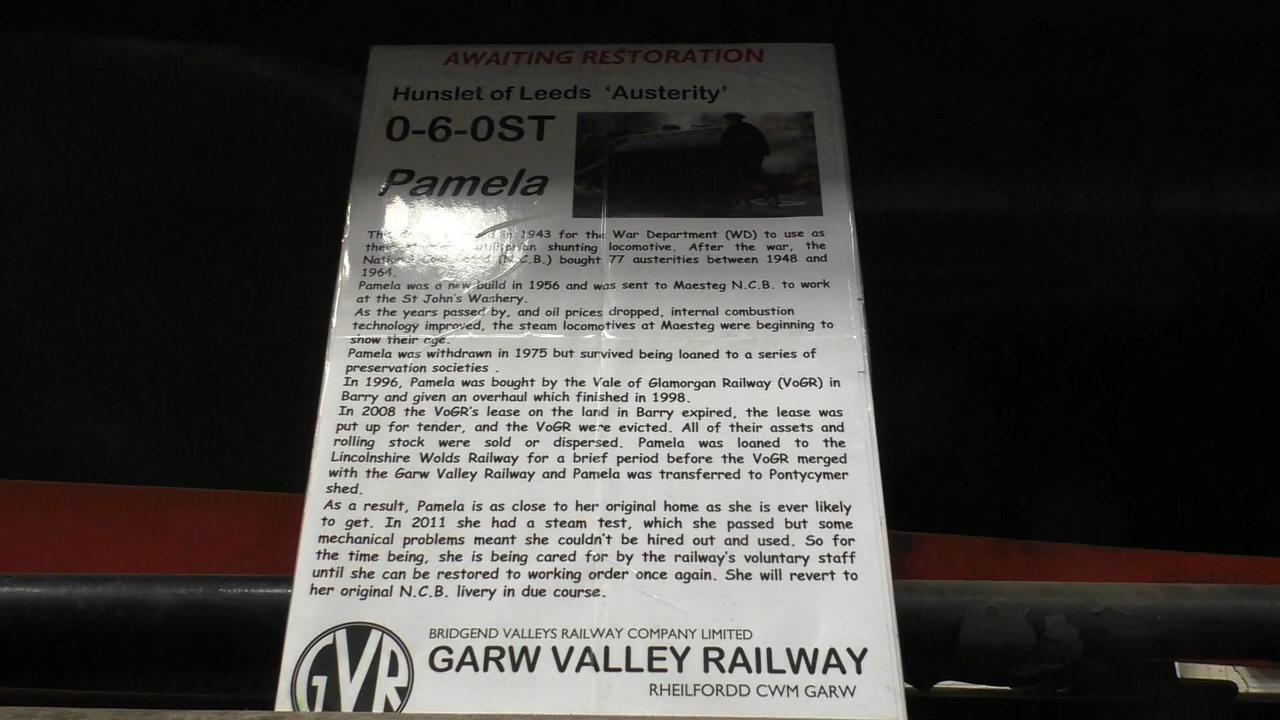 AWAITING RESTORATION
Hunslet of Leeds 'Austerity'
0-6-0ST
Pamela
in 1943 for the War Department (WD) to use as
shunting locomotive. After the war, the
(N.C.B.) bought 77 austerities between 1948 and
1964.
Pamela was a new build in 1956 and was sent to Maesteg N.C.B. to work
at the St John's Washery.
As the years passed by, and oil prices dropped, internal combustion
technology improved, the steam locomotives at Maesteg were beginning to
show their age.
Pamela was withdrawn in 1975 but survived being loaned to a series of
preservation societies .
In 1996, Pamela was bought by the Vale of Glamorgan Railway (VoGR) in
Barry and given an overhaul which finished in 1998.
In 2008 the VoGR's lease on the land in Barry expired, the lease was
put up for tender, and the VoGR were evicted. All of their assets and
rolling stock were sold or dispersed. Pamela was loaned to the
Lincolnshire Wolds Railway for a brief period before the VoGR merged
with the Garw Valley Railway and Pamela was transferred to Pontycymer
shed.
As a result, Pamela is as close to her original home as she is ever likely
to get. In 2011 she had a steam test, which she passed but some
mechanical problems meant she couldn't be hired out and used. So for
the time being, she is being cared for by the railway's voluntary staff
until she can be restored to working order once again. She will revert to
her original N.C.B. livery in due course.
GVR
BRIDGEND VALLEYS RAILWAY COMPANY LIMITED
GARW VALLEY RAILWAY
RHEILFORDD CWM GARW